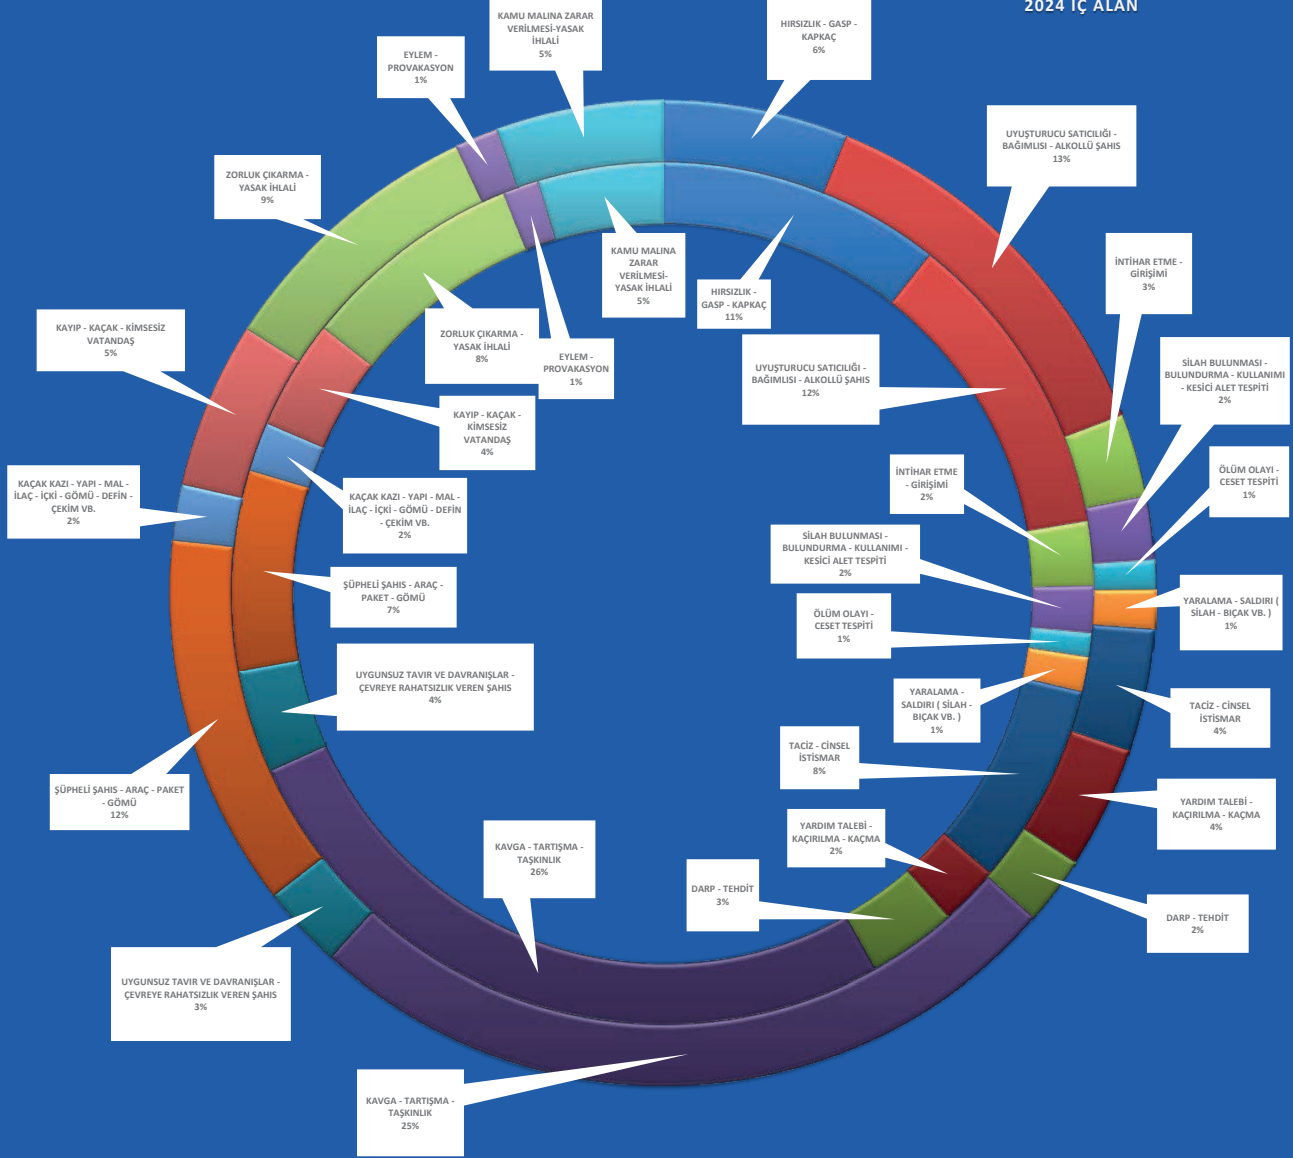 2024 İÇ ALAN
KAMU MALINA ZARAR
VERİLMESİ-YASAK
İHLALİ
5%
HIRSIZLIK - GASP -
KAPKAÇ
6%
EYLEM -
PROVAKASYON
1%
UYUŞTURUCU SATICILIĞI -
BAĞIMLISI - ALKOLLÜ ŞAHIS
13%
ZORLUK ÇIKARMA -
YASAK İHLALİ
9%
KAMU MALINA
ZARAR
VERİLMESİ-
YASAK İHLALİ
5%
HIRSIZLIK -
GASP - KAPKAÇ
11%
İNTİHAR ETME -
GİRİŞİMİ
3%
KAYIP - KAÇAK - KİMSESİZ
VATANDAŞ
5%
ZORLUK ÇIKARMA -
YASAK İHLALİ
8%
EYLEM -
PROVAKASYON
1%
UYUŞTURUCU SATICILIĞI -
BAĞIMLISI - ALKOLLÜ ŞAHIS
12%
SİLAH BULUNMASI -
BULUNDURMA - KULLANIMI
- KESİCİ ALET TESPİTİ
2%
KAYIP - KAÇAK -
KİMSESİZ
VATANDAŞ
4%
İNTİHAR ETME
- GİRİŞİMİ
2%
ÖLÜM OLAYI -
CESET TESPİTİ
1%
KAÇAK KAZI - YAPI - MAL -
İLAÇ - İÇKİ - GÖMÜ - DEFİN -
ÇEKİM VB.
2%
KAÇAK KAZI - YAPI - MAL -
İLAÇ - İÇKİ - GÖMÜ - DEFİN
- ÇEKİM VB.
2%
SİLAH BULUNMASI -
BULUNDURMA - KULLANIMI -
KESİCİ ALET TESPİTİ
2%
ŞÜPHELİ ŞAHIS - ARAÇ -
PAKET - GÖMÜ
7%
ÖLÜM OLAYI -
CESET TESPİTİ
1%
YARALAMA - SALDIRI (
SİLAH - BIÇAK VB. )
1%
UYGUNSUZ TAVIR VE DAVRANIŞLAR -
ÇEVREYE RAHATSIZLIK VEREN ŞAHIS
4%
YARALAMA -
SALDIRI ( SİLAH -
BIÇAK VB. )
1%
TACİZ - CİNSEL
İSTİSMAR
4%
TACİZ - CİNSEL
İSTİSMAR
8%
ŞÜPHELİ ŞAHIS - ARAÇ - PAKET
- GÖMÜ
12%
YARDIM TALEBİ -
KAÇIRILMA - KAÇMA
4%
YARDIM TALEBİ -
KAÇIRILMA - KAÇMA
2%
KAVGA - TARTIŞMA -
TAŞKINLIK
26%
DARP - TEHDİT
3%
DARP - TEHDİT
2%
UYGUNSUZ TAVIR VE DAVRANIŞLAR -
ÇEVREYE RAHATSIZLIK VEREN ŞAHIS
3%
KAVGA - TARTIŞMA -
TAŞKINLIK
25%